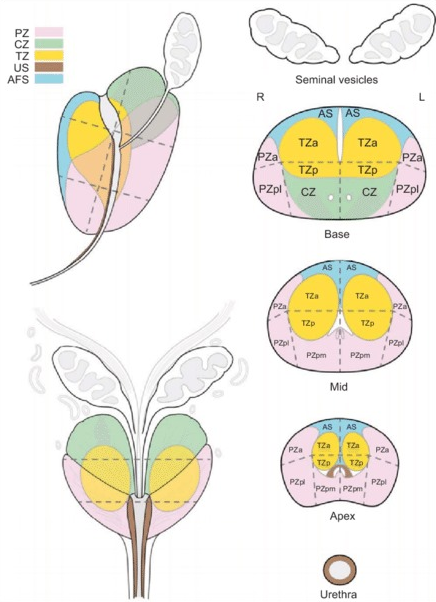 PZ
CZ
TZ
US
AFS
Seminal vesicles
R
L
AS AS
TZa TZa
PZa PZa
TZp TZp
PZpl PZpl
CZ CZ
Base
AS AS
TZa TZa
PZa PZa
TZp TZp
PZpl PZpl
PZpm PZpm
Mid
AS AS
TZa TZa
PZa PZa
TZp TZp
PZpl PZpl
PZpm PZpm
Apex
Urethra